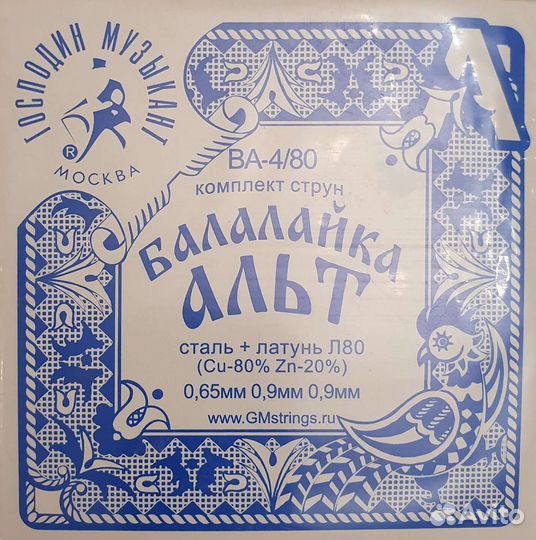 ГОСПОДИН МУЗЫКАНТ
®
МОСКВА
А
ВА-4/80
комплект струн
БАЛАЛАЙКА
АЛЬТ
сталь + латунь Л80
(Cu-80% Zn-20%)
0,65мм 0,9мм 0,9мм
www.GMstrings.ru
Avito